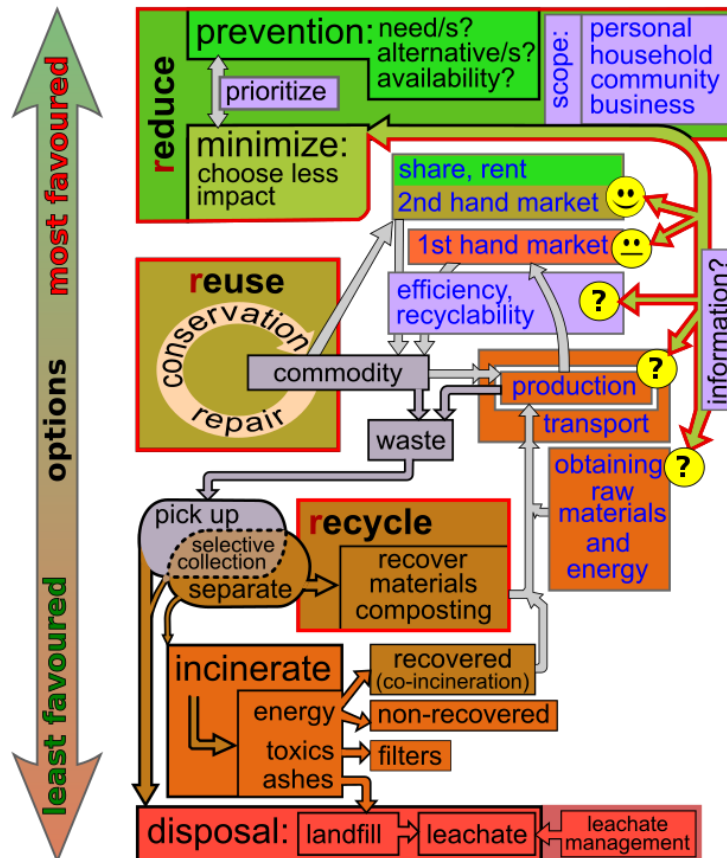 most favoured
options
least favoured
reduce
prevention:
need/s?
alternative/s?
availability?
prioritize
scope:
personal
household
community
business
minimize:
choose less
impact
share, rent
2nd hand market
1st hand market
efficiency,
recyclability
?
information?
reuse
conservation
repair
commodity
production
?
transport
waste
obtaining
raw
materials
and
energy
?
pick up
selective
collection
separate
recycle
recover
materials
composting
incinerate
energy
toxics
ashes
recovered
(co-incineration)
non-recovered
filters
disposal:
landfill
leachate
leachate
management